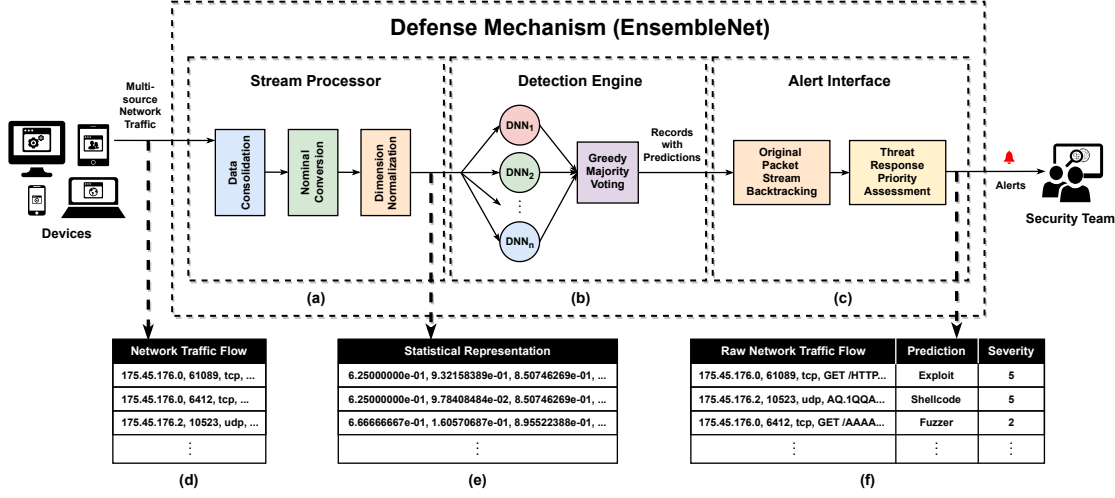 Defense Mechanism (EnsembleNet)
Stream Processor
Detection Engine
Alert Interface
Multi-
source
Network
Traffic
Devices
Data
Consolidation
Nominal
Conversion
Dimension
Normalization
DNN1
DNN2
⋮
DNNn
Greedy
Majority
Voting
Records
with
Predictions
Original
Packet
Stream
Backtracking
Threat
Response
Priority
Assessment
Alerts
Security Team
(a)
(b)
(c)
Network Traffic Flow
175.45.176.0, 61089, tcp, ...
175.45.176.0, 6412, tcp, ...
175.45.176.2, 10523, udp, ...
⋮
(d)
Statistical Representation
6.25000000e-01, 9.32158389e-01, 8.50746269e-01, ...
6.25000000e-01, 9.78408484e-02, 8.50746269e-01, ...
6.66666667e-01, 1.60570687e-01, 8.95522388e-01, ...
⋮
(e)
Raw Network Traffic Flow Prediction Severity
175.45.176.0, 61089, tcp, GET /HTTP... Exploit 5
175.45.176.2, 10523, udp, AQ.1QQA... Shellcode 5
175.45.176.0, 6412, tcp, GET /AAAA... Fuzzer 2
⋮ ⋮ ⋮
(f)